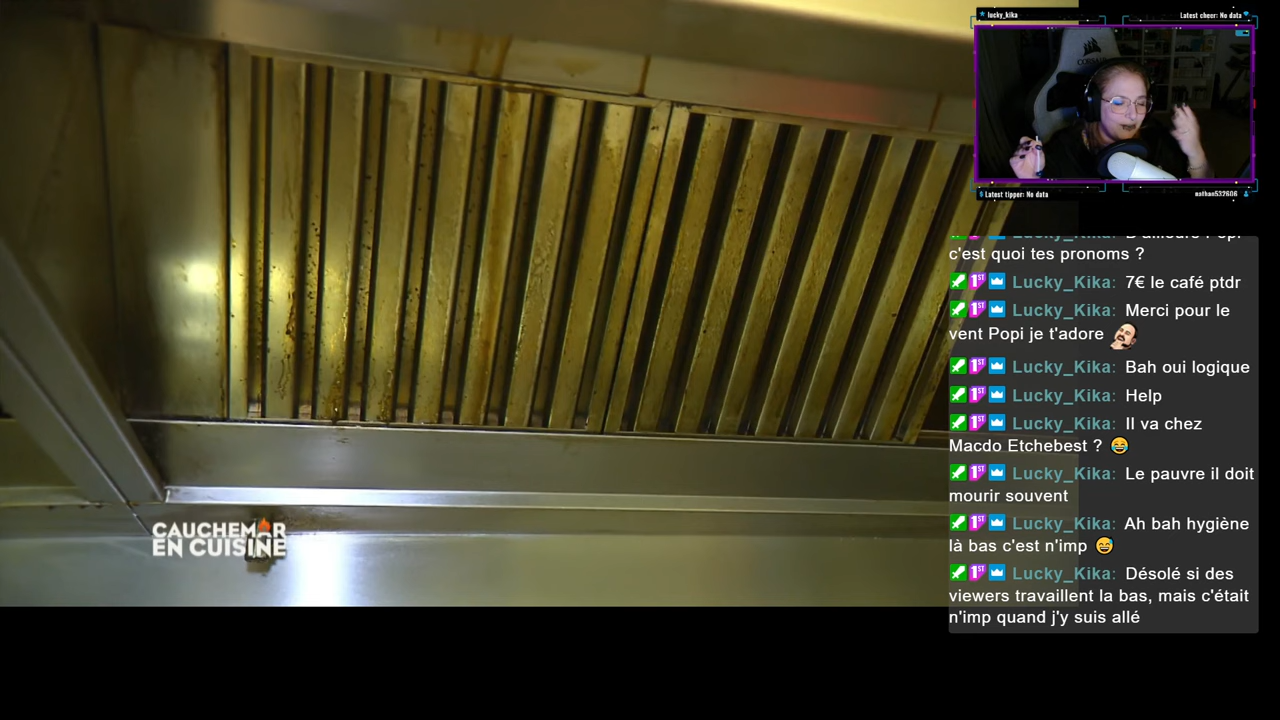 lucky_kika
Latest cheer: No data
Latest tipper: No data
nathan532606
c'est quoi tes pronoms ?
Lucky_Kika: 7€ le café ptdr
Lucky_Kika: Merci pour le
vent Popi je t'adore
Lucky_Kika: Bah oui logique
Lucky_Kika: Help
Lucky_Kika: Il va chez
Macdo Etchebest ? 😂
Lucky_Kika: Le pauvre il doit
mourir souvent
Lucky_Kika: Ah bah hygiène
là bas c'est n'imp 😅
Lucky_Kika: Désolé si des
viewers travaillent la bas, mais c'était
n'imp quand j'y suis allé
CAUCHEMAR
EN CUISINE